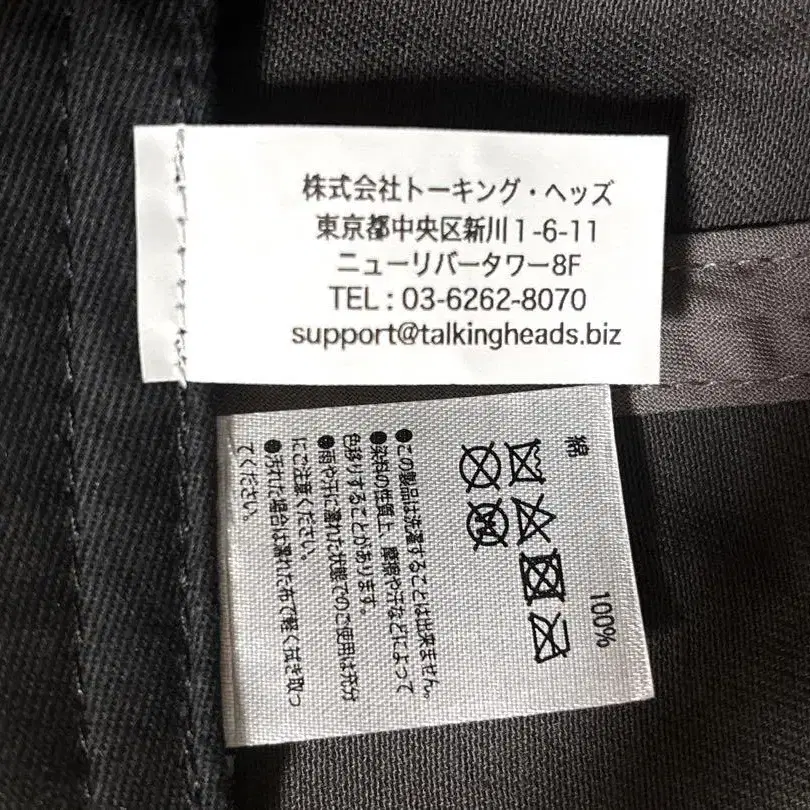 株式会社トーキング・ヘッズ
東京都中央区新川1-6-11
ニューリバータワー8F
TEL : 03-6262-8070
support@talkingheads.biz
綿 100%
●この製品は洗濯することは出来ません。
●染料の性質上、摩擦や汗などによって
色移りすることがあります。
●雨や汗に濡れた状態でのご使用は充分
にご注意ください。
●汚れた場合は濡れた布で軽く拭き取っ
てください。